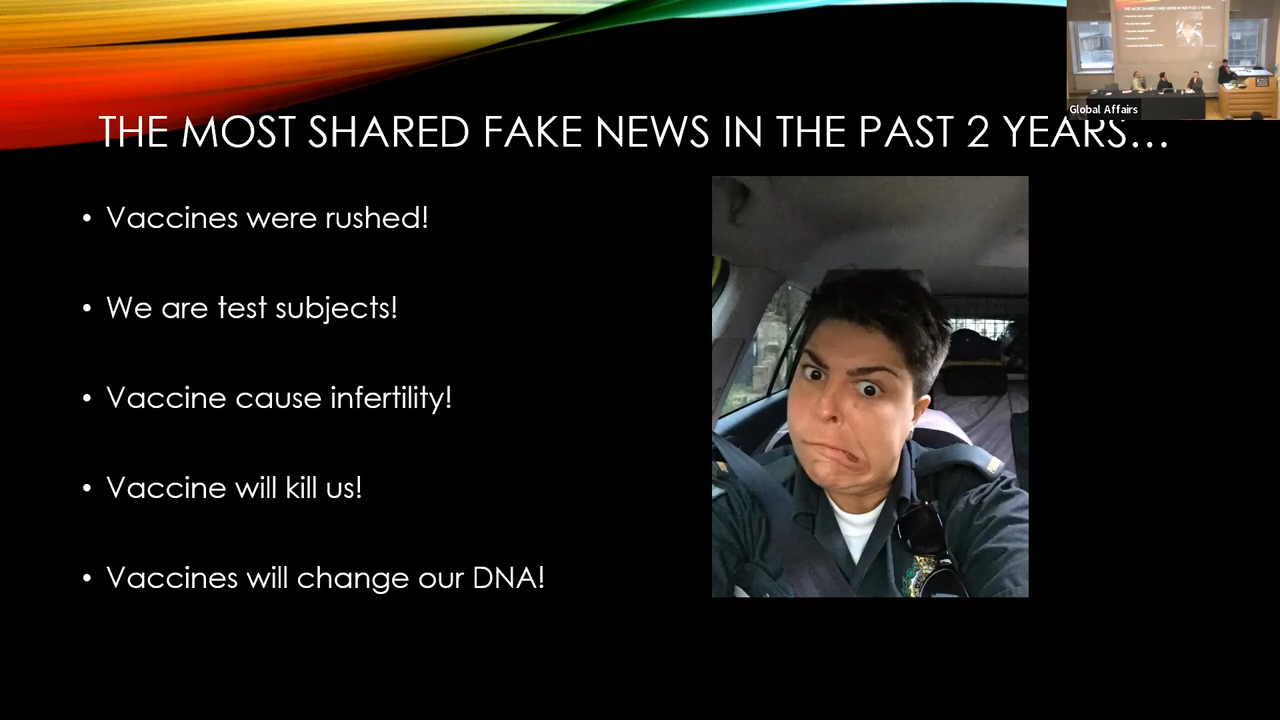 THE MOST SHARED FAKE NEWS IN THE PAST 2 YEARS...
Global Affairs
• Vaccines were rushed!
• We are test subjects!
• Vaccine cause infertility!
• Vaccine will kill us!
• Vaccines will change our DNA!